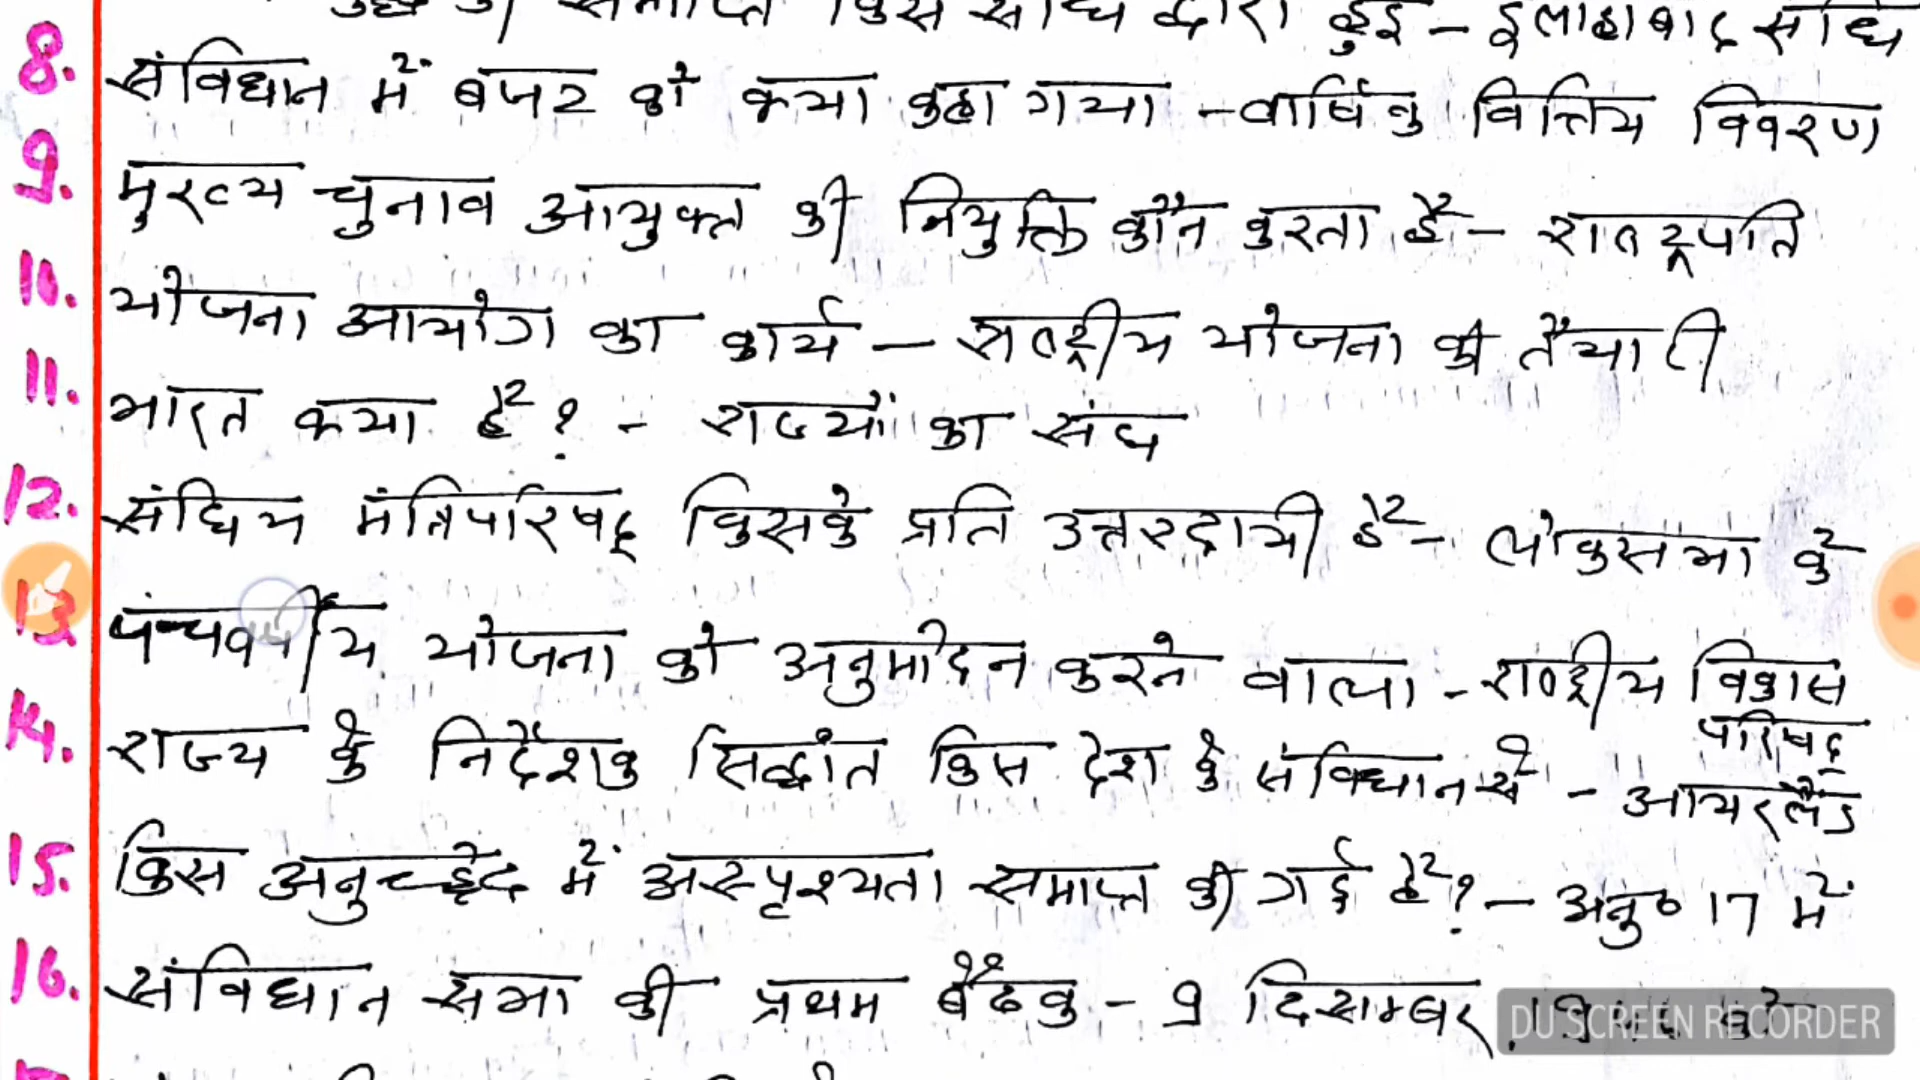 की समाप्ति किस संधि द्वारा हुई - इलाहाबाद संधि
8. संविधान में बजट को क्या कहा गया - वार्षिक वित्तिय विवरण
9. मुख्य चुनाव आयुक्त की नियुक्ति कौन करता है - राष्ट्रपति
10. योजना आयोग का कार्य - राष्ट्रीय योजना की तैयारी
11. भारत क्या है ? - राज्यों का संघ
12. संघिय मंत्रिपरिषद् किसके प्रति उत्तरदायी है - लोकसभा के
13. पंचवर्षीय योजना को अनुमोदन करने वाला - राष्ट्रीय विकास
परिषद्
14. राज्य के निर्देशक सिद्धांत किस देश के संविधान से - आयरलैंड
15. किस अनुच्छेद में अस्पृश्यता समाप्त की गई है ? - अनु० 17 में
16. संविधान सभा की प्रथम बैठक - 9 दिसम्बर
DU SCREEN RECORDER